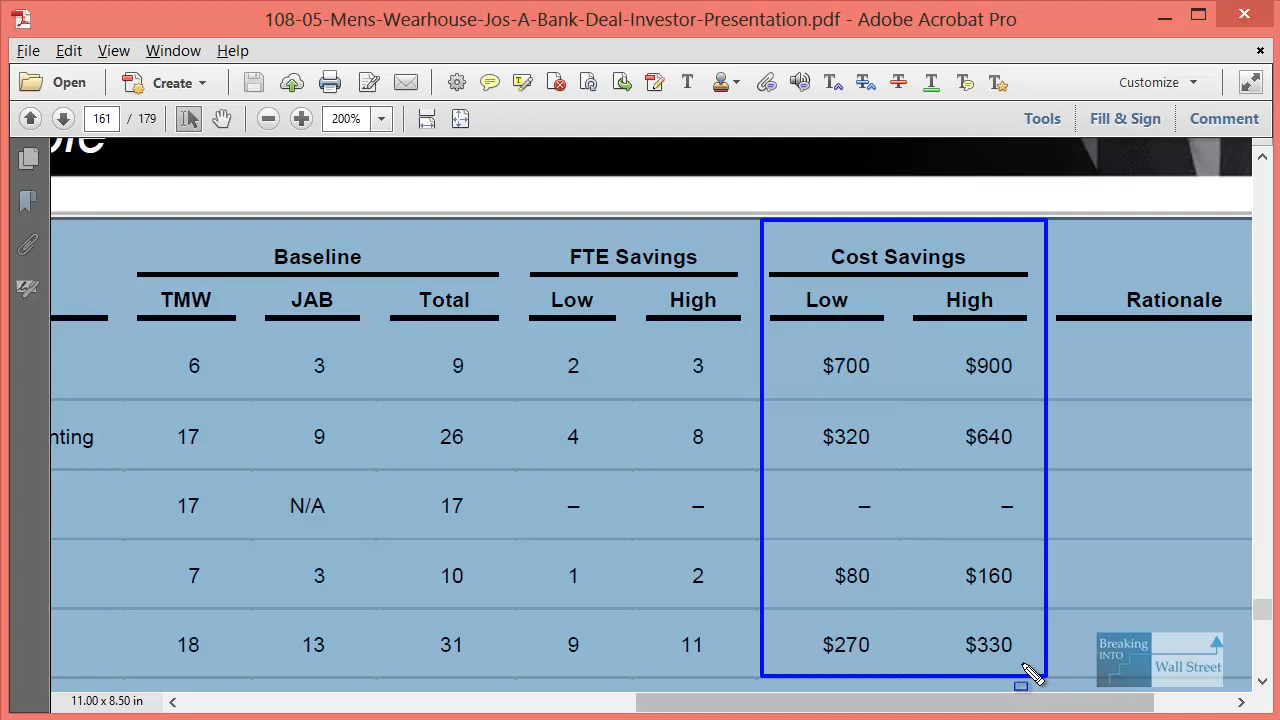 108-05-Mens-Wearhouse-Jos-A-Bank-Deal-Investor-Presentation.pdf - Adobe Acrobat Pro
File Edit View Window Help
Open Create Customize
161 / 179 200% Tools Fill & Sign Comment
Baseline FTE Savings Cost Savings
TMW JAB Total Low High Low High Rationale
6 3 9 2 3 $700 $900
nting 17 9 26 4 8 $320 $640
17 N/A 17 – – – –
7 3 10 1 2 $80 $160
18 13 31 9 11 $270 $330
Breaking
INTO
Wall Street
11.00 x 8.50 in